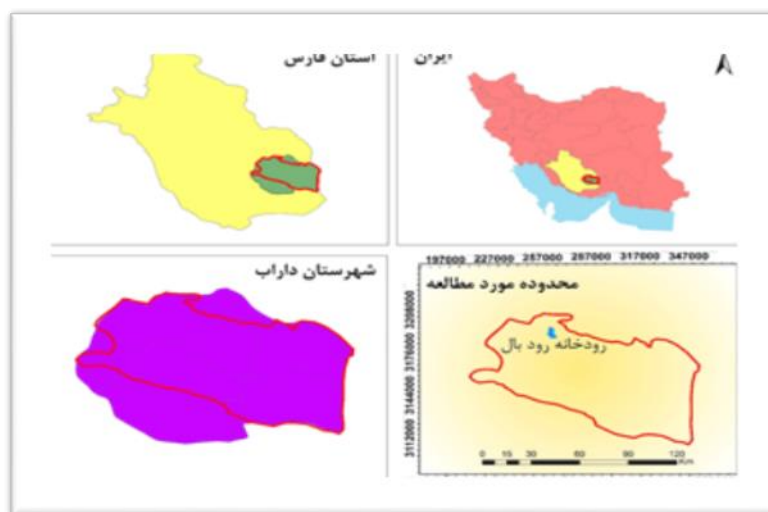 ایران
استان فارس
شهرستان داراب
197000 227000 257000 287000 317000 347000
محدوده مورد مطالعه
3208000
3176000
3144000
3112000
رودخانه رود بال
0 15 30 60 90 120
Km